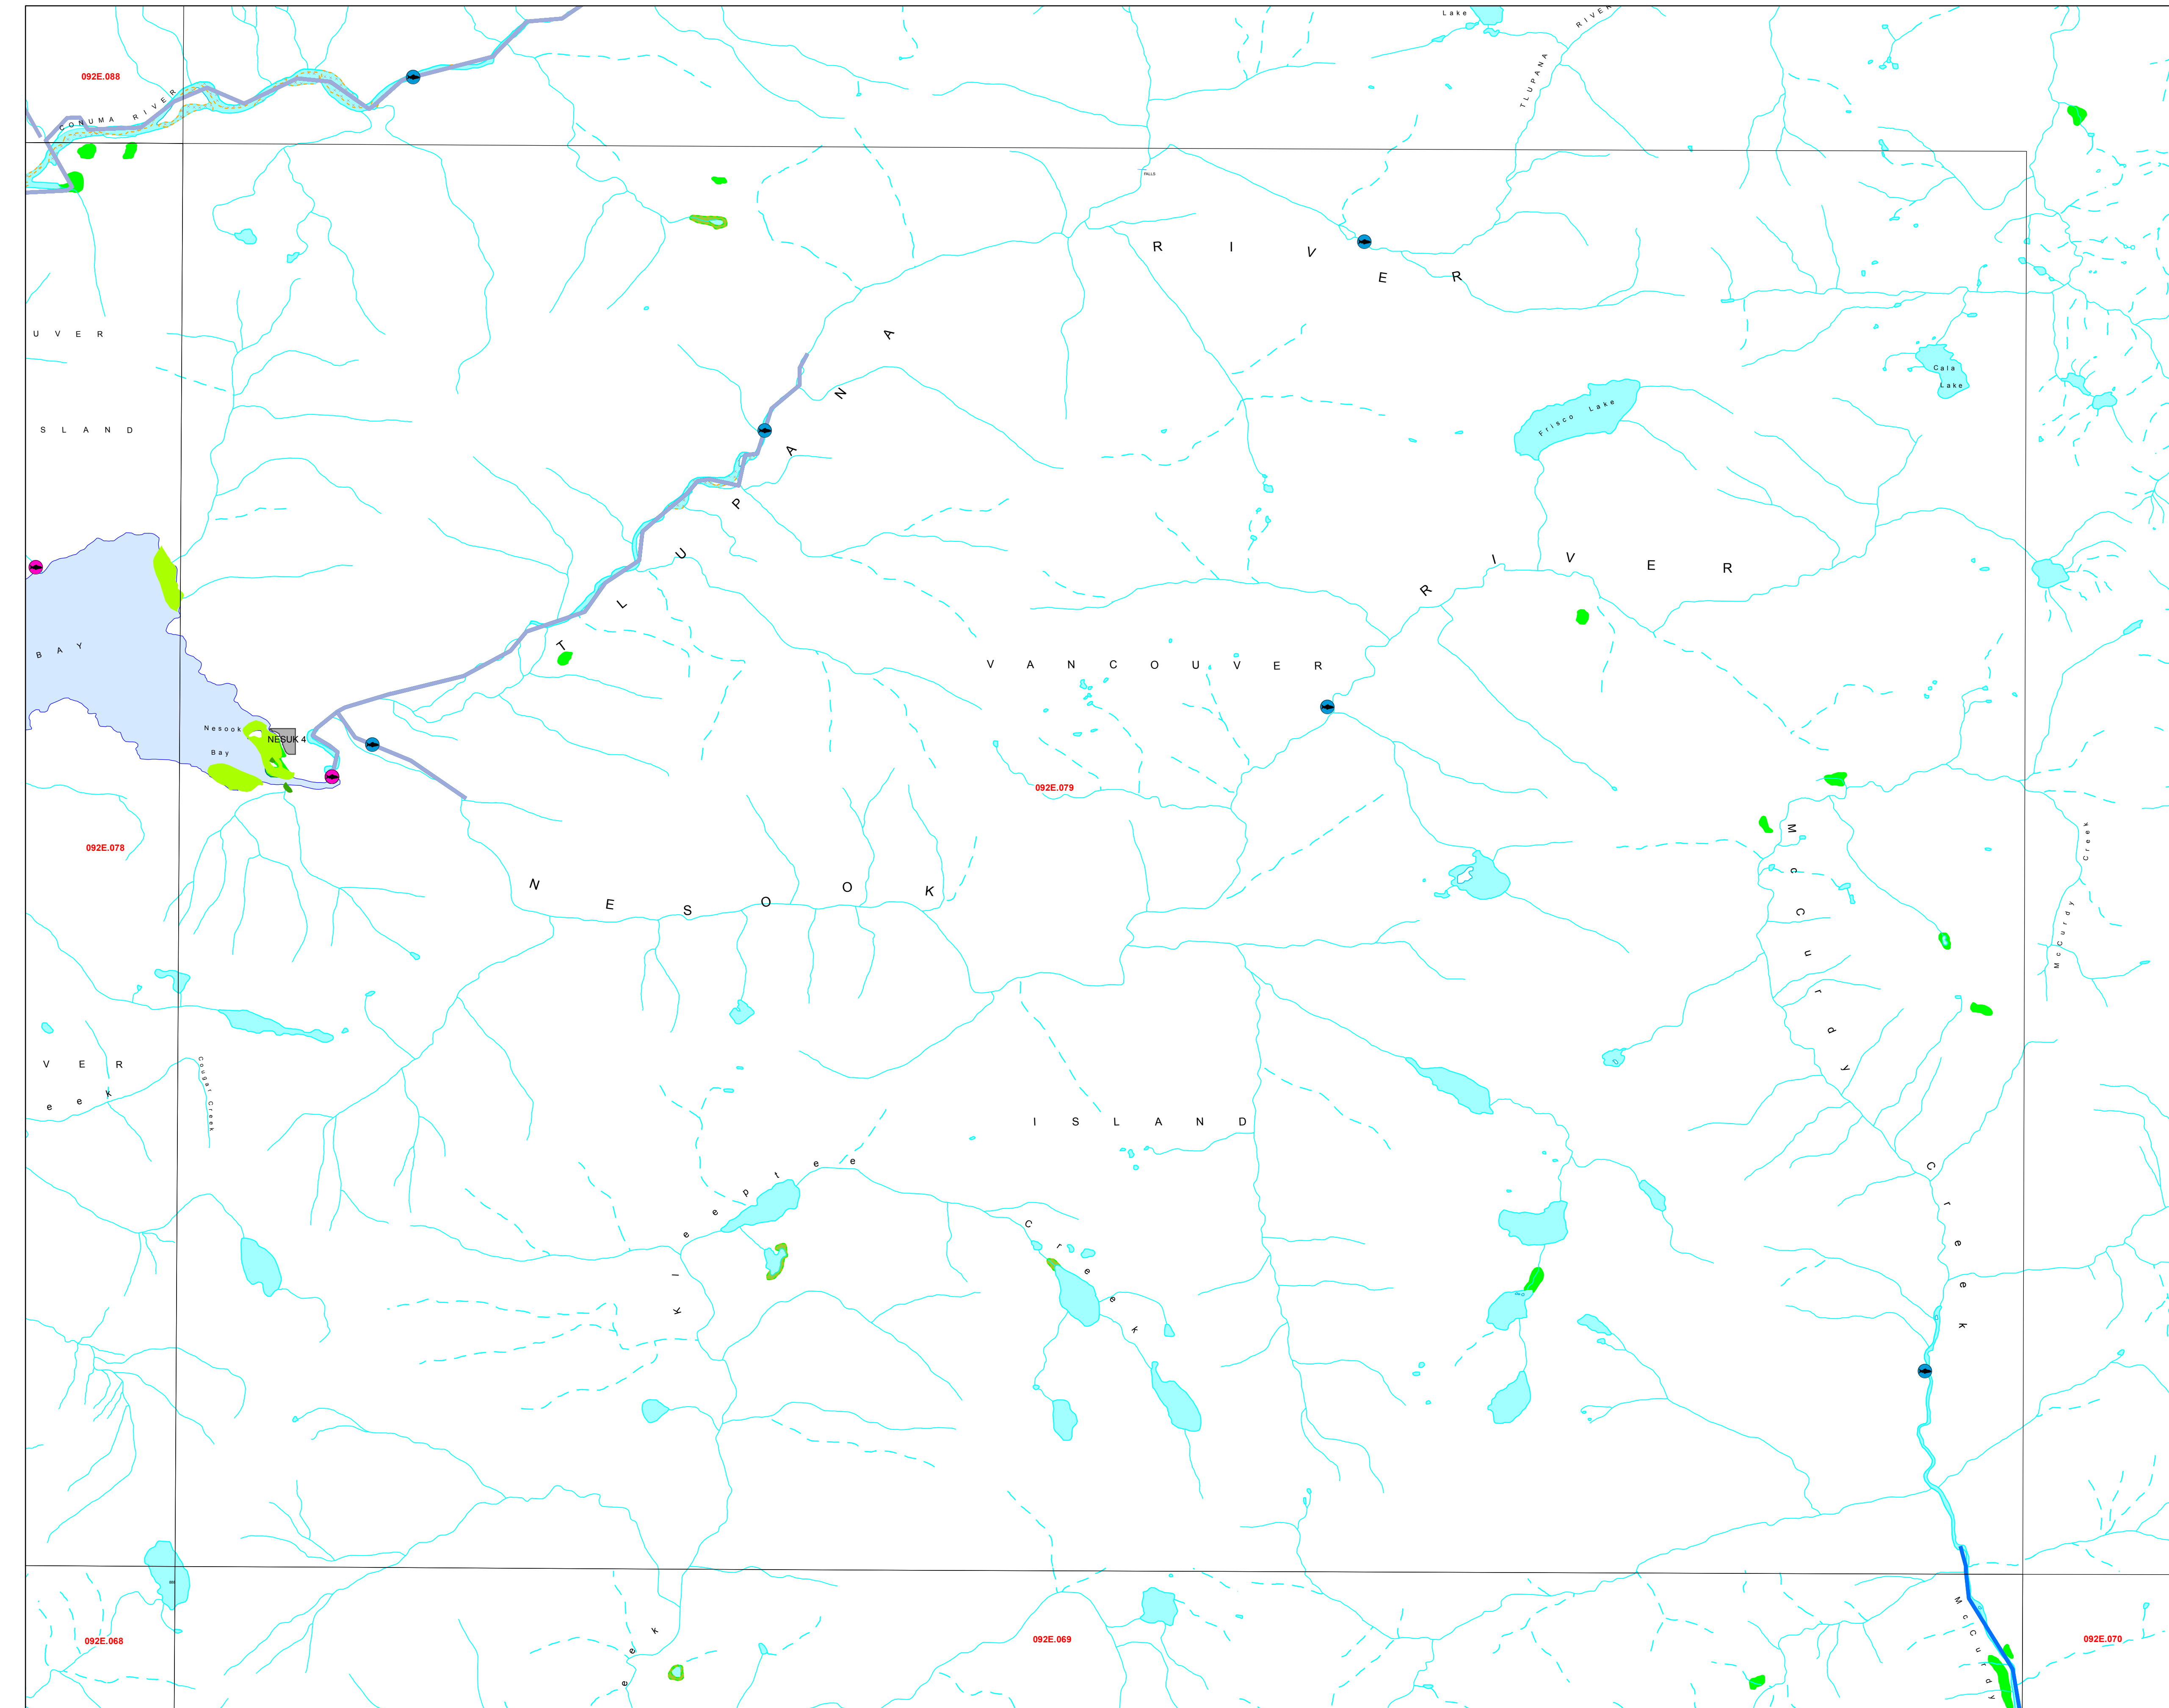 Lake
RIVER
TLUPANA
092E.088
CONUMA RIVER
FALLS
RIVER
UVER
Cala
Lake
Frisco Lake
SLAND
TLUPANA
RIVER
BAY
VANCOUVER
Nesook
Bay
NESUK 4
092E.079
092E.078
McCurdy Creek
McCurdy Creek
NESOOK
VER
eek
Cougar Creek
ISLAND
Kleeptee Creek
eek
092E.068
092E.069
McCurdy
092E.070